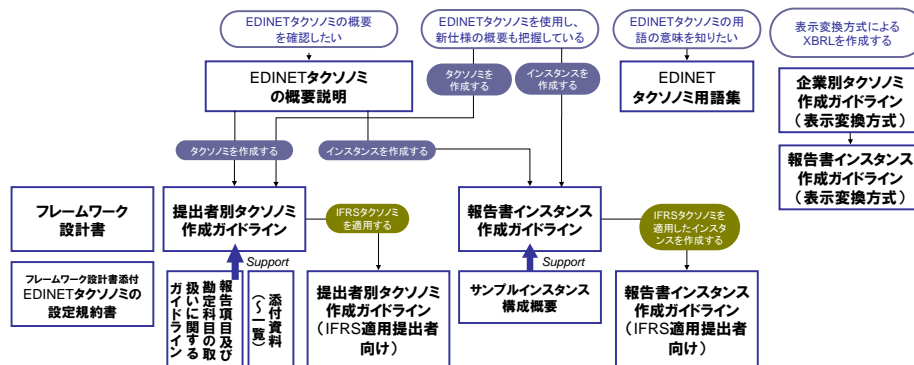 EDINETタクソノミの概要
を確認したい
EDINETタクソノミを使用し、
新仕様の概要も把握している
EDINETタクソノミの用
語の意味を知りたい
表示変換方式による
XBRLを作成する
EDINETタクソノミ
の概要説明
タクソノミを
作成する
インスタンスを
作成する
EDINET
タクソノミ用語集
企業別タクソノミ
作成ガイドライン
(表示変換方式)
タクソノミを作成する
インスタンスを作成する
報告書インスタンス
作成ガイドライン
(表示変換方式)
フレームワーク
設計書
提出者別タクソノミ
作成ガイドライン
IFRSタクソノミ
を適用する
報告書インスタンス
作成ガイドライン
IFRSタクソノミを
適用したインスタ
ンスを作成する
Support
Support
フレームワーク設計書添付
EDINETタクソノミの
設定規約書
報告項目及び
勘定科目の取
扱いに関する
ガイドライン
添付資料
(~一覧)
提出者別タクソノミ
作成ガイドライン
(IFRS適用提出者
向け)
サンプルインスタンス
構成概要
報告書インスタンス
作成ガイドライン
(IFRS適用提出者
向け)